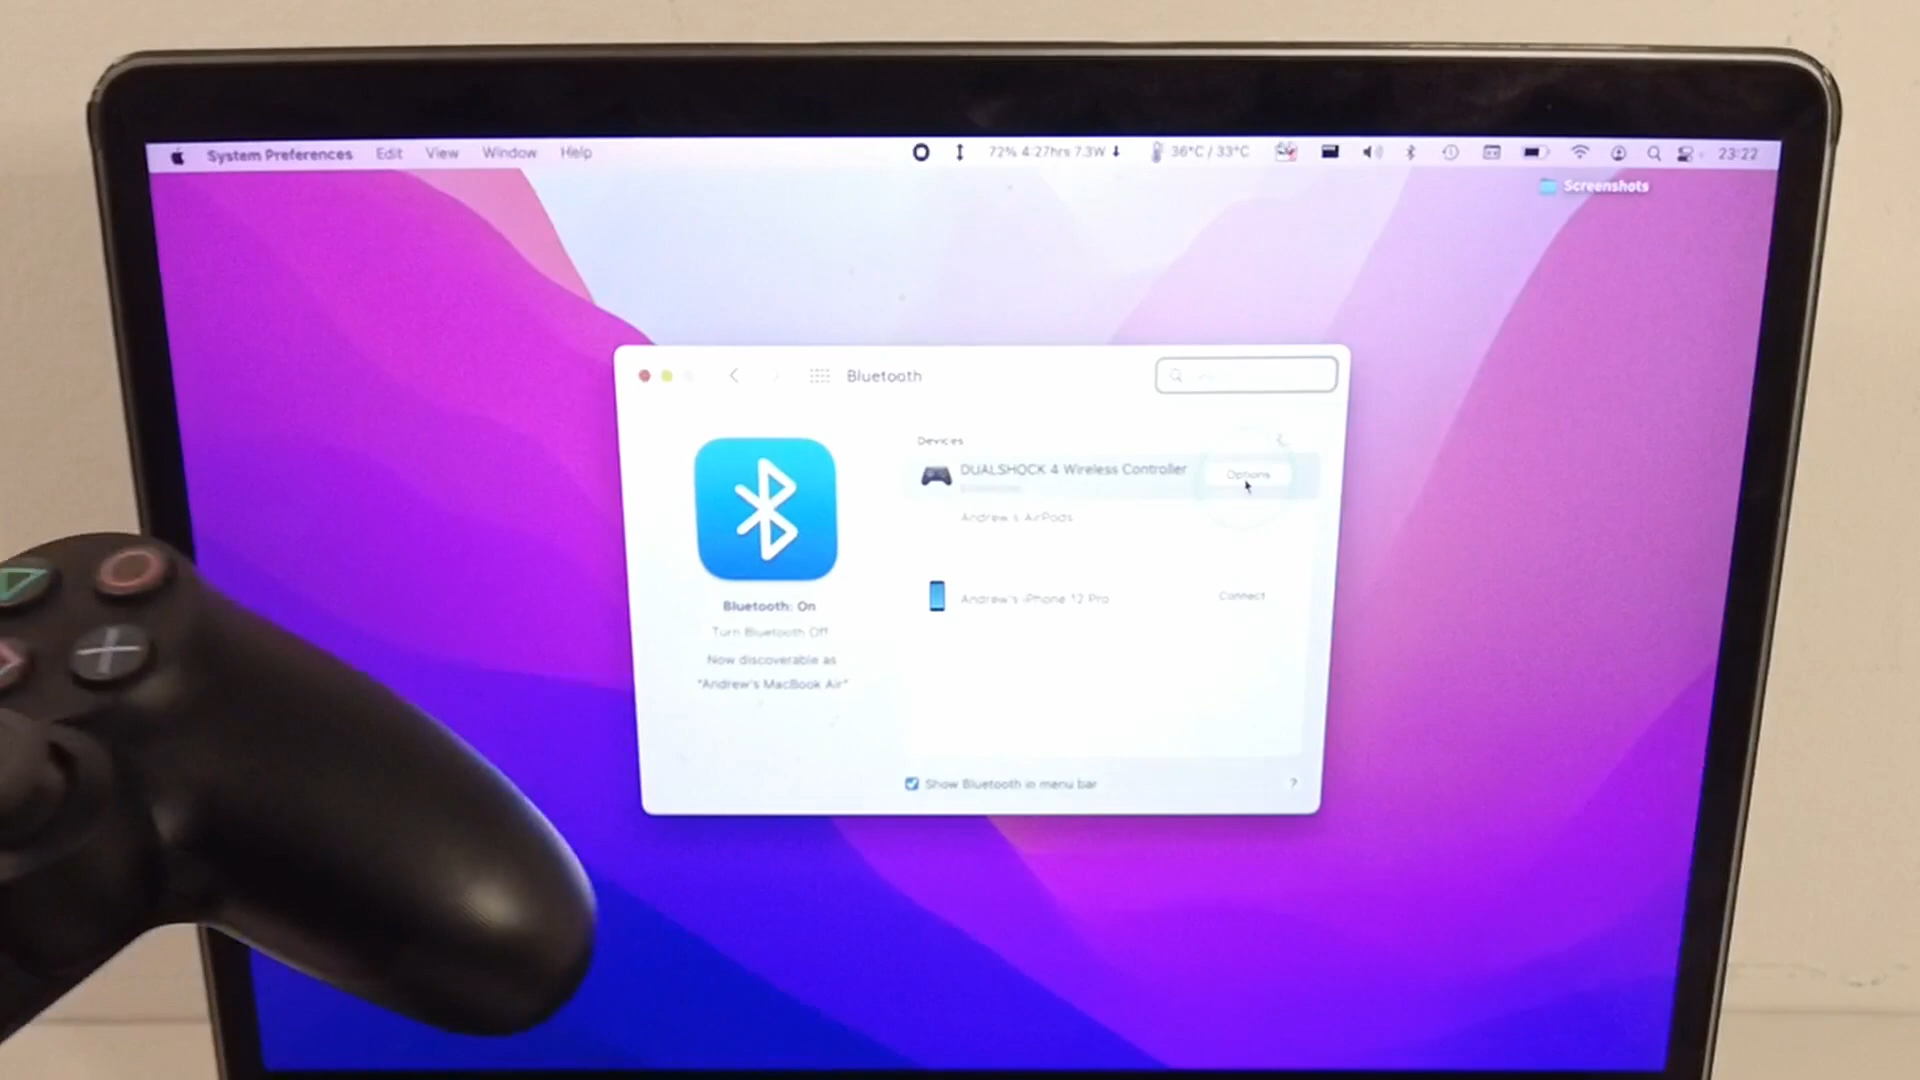 System Preferences Edit View Window Help 72% 4:27hrs 7.3W 36°C / 33°C 23:22
Screenshots
Bluetooth
Devices
DUALSHOCK 4 Wireless Controller Options
Andrew's AirPods
Andrew's iPhone 12 Pro Connect
Bluetooth: On
Turn Bluetooth Off
Now discoverable as
"Andrew's MacBook Air"
Show Bluetooth in menu bar ?